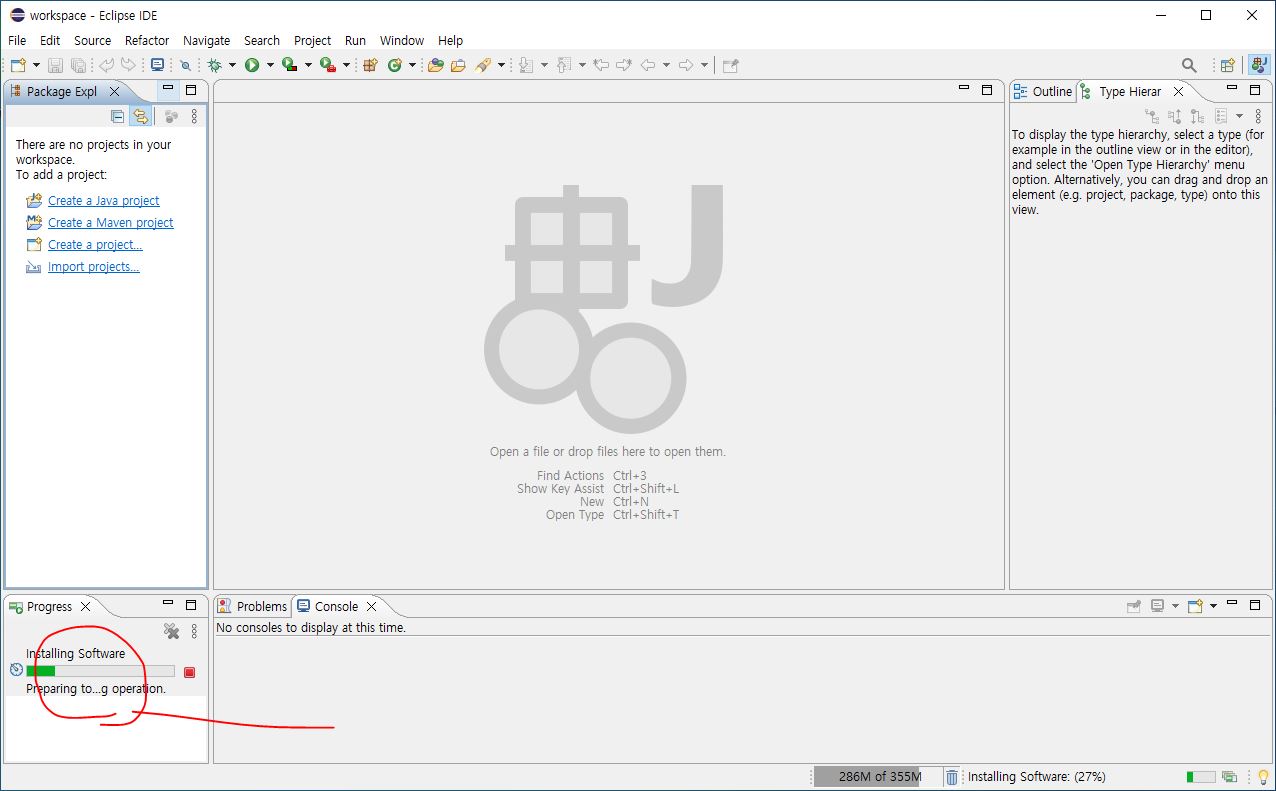 workspace - Eclipse IDE
File Edit Source Refactor Navigate Search Project Run Window Help
Package Expl
There are no projects in your
workspace.
To add a project:
Create a Java project
Create a Maven project
Create a project...
Import projects...
J
Open a file or drop files here to open them.
Find Actions Ctrl+3
Show Key Assist Ctrl+Shift+L
New Ctrl+N
Open Type Ctrl+Shift+T
Outline Type Hierar
To display the type hierarchy, select a type (for
example in the outline view or in the editor),
and select the 'Open Type Hierarchy' menu
option. Alternatively, you can drag and drop an
element (e.g. project, package, type) onto this
view.
Progress
Installing Software
Preparing to...g operation.
Problems Console
No consoles to display at this time.
286M of 355M
Installing Software: (27%)